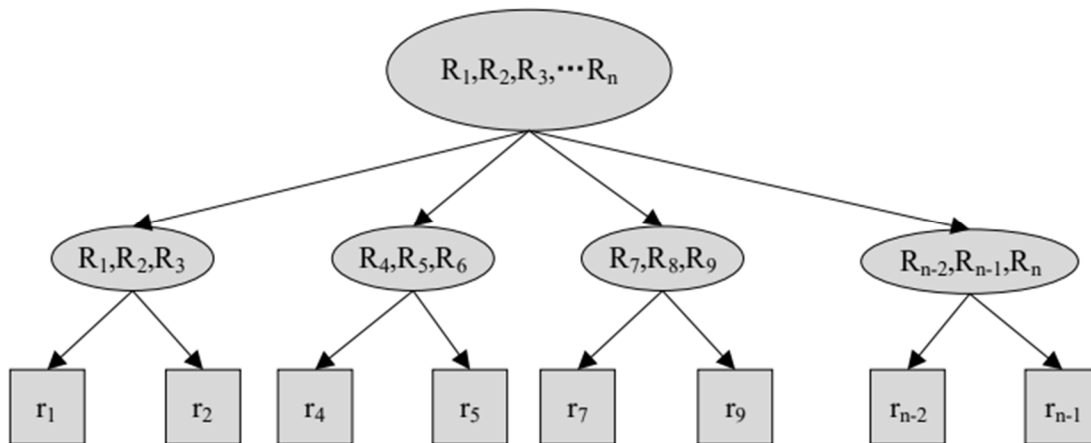 R₁,R₂,R₃,⋯Rₙ
R₁,R₂,R₃
R₄,R₅,R₆
R₇,R₈,R₉
Rₙ₋₂,Rₙ₋₁,Rₙ
r₁
r₂
r₄
r₅
r₇
r₉
rₙ₋₂
rₙ₋₁